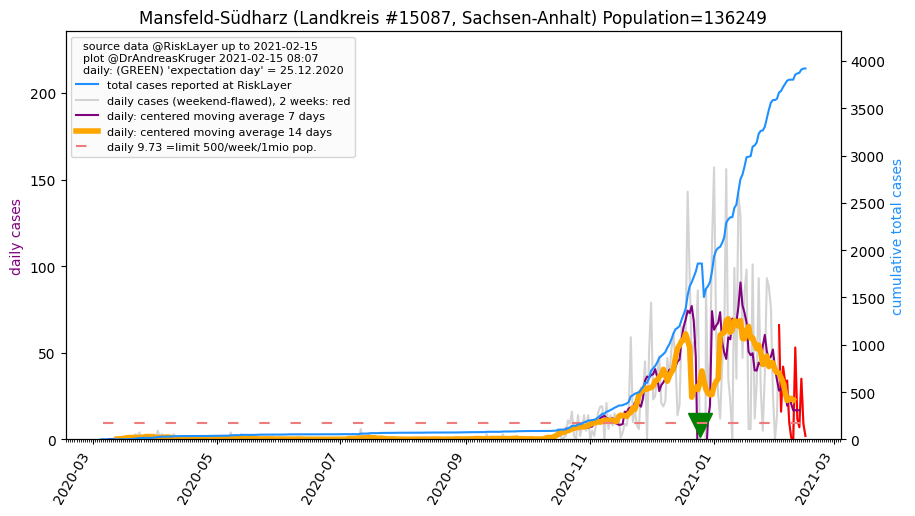 Mansfeld-Südharz (Landkreis #15087, Sachsen-Anhalt) Population=136249
source data @RiskLayer up to 2021-02-15
plot @DrAndreasKruger 2021-02-15 08:07
daily: (GREEN) 'expectation day' = 25.12.2020
total cases reported at RiskLayer
daily cases (weekend-flawed), 2 weeks: red
daily: centered moving average 7 days
daily: centered moving average 14 days
daily 9.73 =limit 500/week/1mio pop.
daily cases
200
150
100
50
0
cumulative total cases
4000
3500
3000
2500
2000
1500
1000
500
0
2020-03
2020-05
2020-07
2020-09
2020-11
2021-01
2021-03